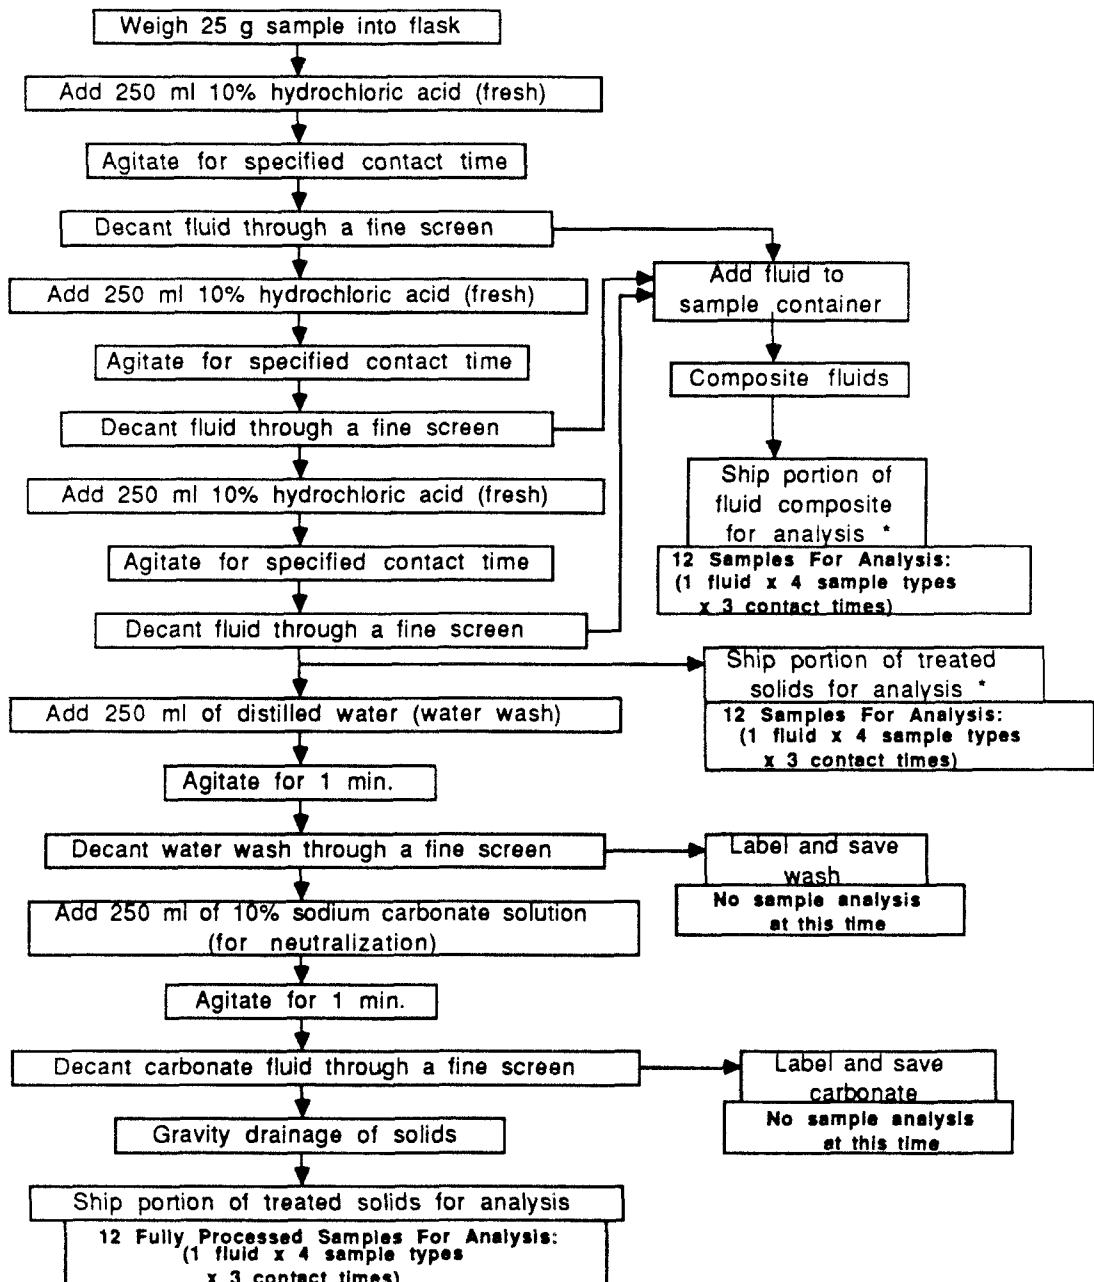 Weigh 25 g sample into flask
Add 250 ml 10% hydrochloric acid (fresh)
Agitate for specified contact time
Decant fluid through a fine screen
Add 250 ml 10% hydrochloric acid (fresh)
Agitate for specified contact time
Decant fluid through a fine screen
Add 250 ml 10% hydrochloric acid (fresh)
Agitate for specified contact time
Decant fluid through a fine screen
Add fluid to
sample container
Composite fluids
Ship portion of
fluid composite
for analysis *
12 Samples For Analysis:
(1 fluid x 4 sample types
x 3 contact times)
Ship portion of treated
solids for analysis *
12 Samples For Analysis:
(1 fluid x 4 sample types
x 3 contact times)
Add 250 ml of distilled water (water wash)
Agitate for 1 min.
Decant water wash through a fine screen
Label and save
wash
No sample analysis
at this time
Add 250 ml of 10% sodium carbonate solution
(for neutralization)
Agitate for 1 min.
Decant carbonate fluid through a fine screen
Label and save
carbonate
No sample analysis
at this time
Gravity drainage of solids
Ship portion of treated solids for analysis
12 Fully Processed Samples For Analysis:
(1 fluid x 4 sample types
x 3 contact times)